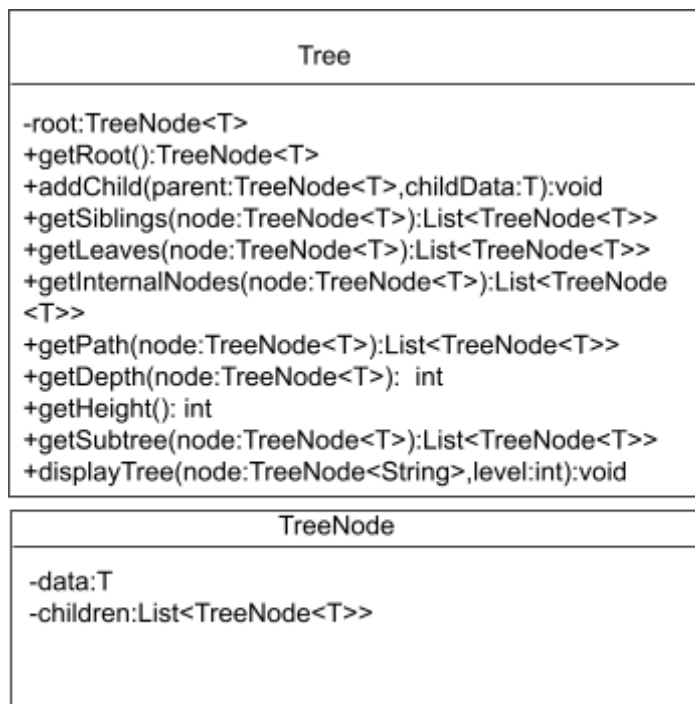 Tree
-root:TreeNode<T>
+getRoot():TreeNode<T>
+addChild(parent:TreeNode<T>,childData:T):void
+getSiblings(node:TreeNode<T>):List<TreeNode<T>>
+getLeaves(node:TreeNode<T>):List<TreeNode<T>>
+getInternalNodes(node:TreeNode<T>):List<TreeNode
<T>>
+getPath(node:TreeNode<T>):List<TreeNode<T>>
+getDepth(node:TreeNode<T>): int
+getHeight(): int
+getSubtree(node:TreeNode<T>):List<TreeNode<T>>
+displayTree(node:TreeNode<String>,level:int):void
TreeNode
-data:T
-children:List<TreeNode<T>>